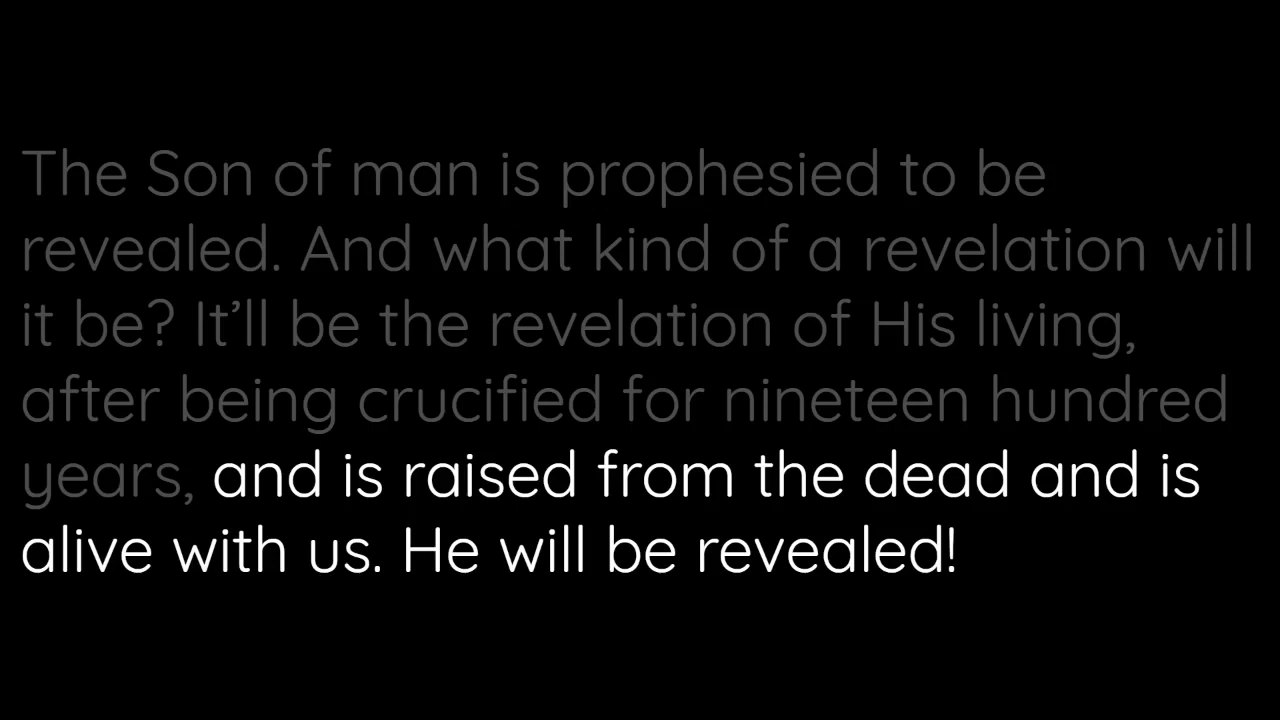 The Son of man is prophesied to be
revealed. And what kind of a revelation will
it be? It’ll be the revelation of His living,
after being crucified for nineteen hundred
years, and is raised from the dead and is
alive with us. He will be revealed!